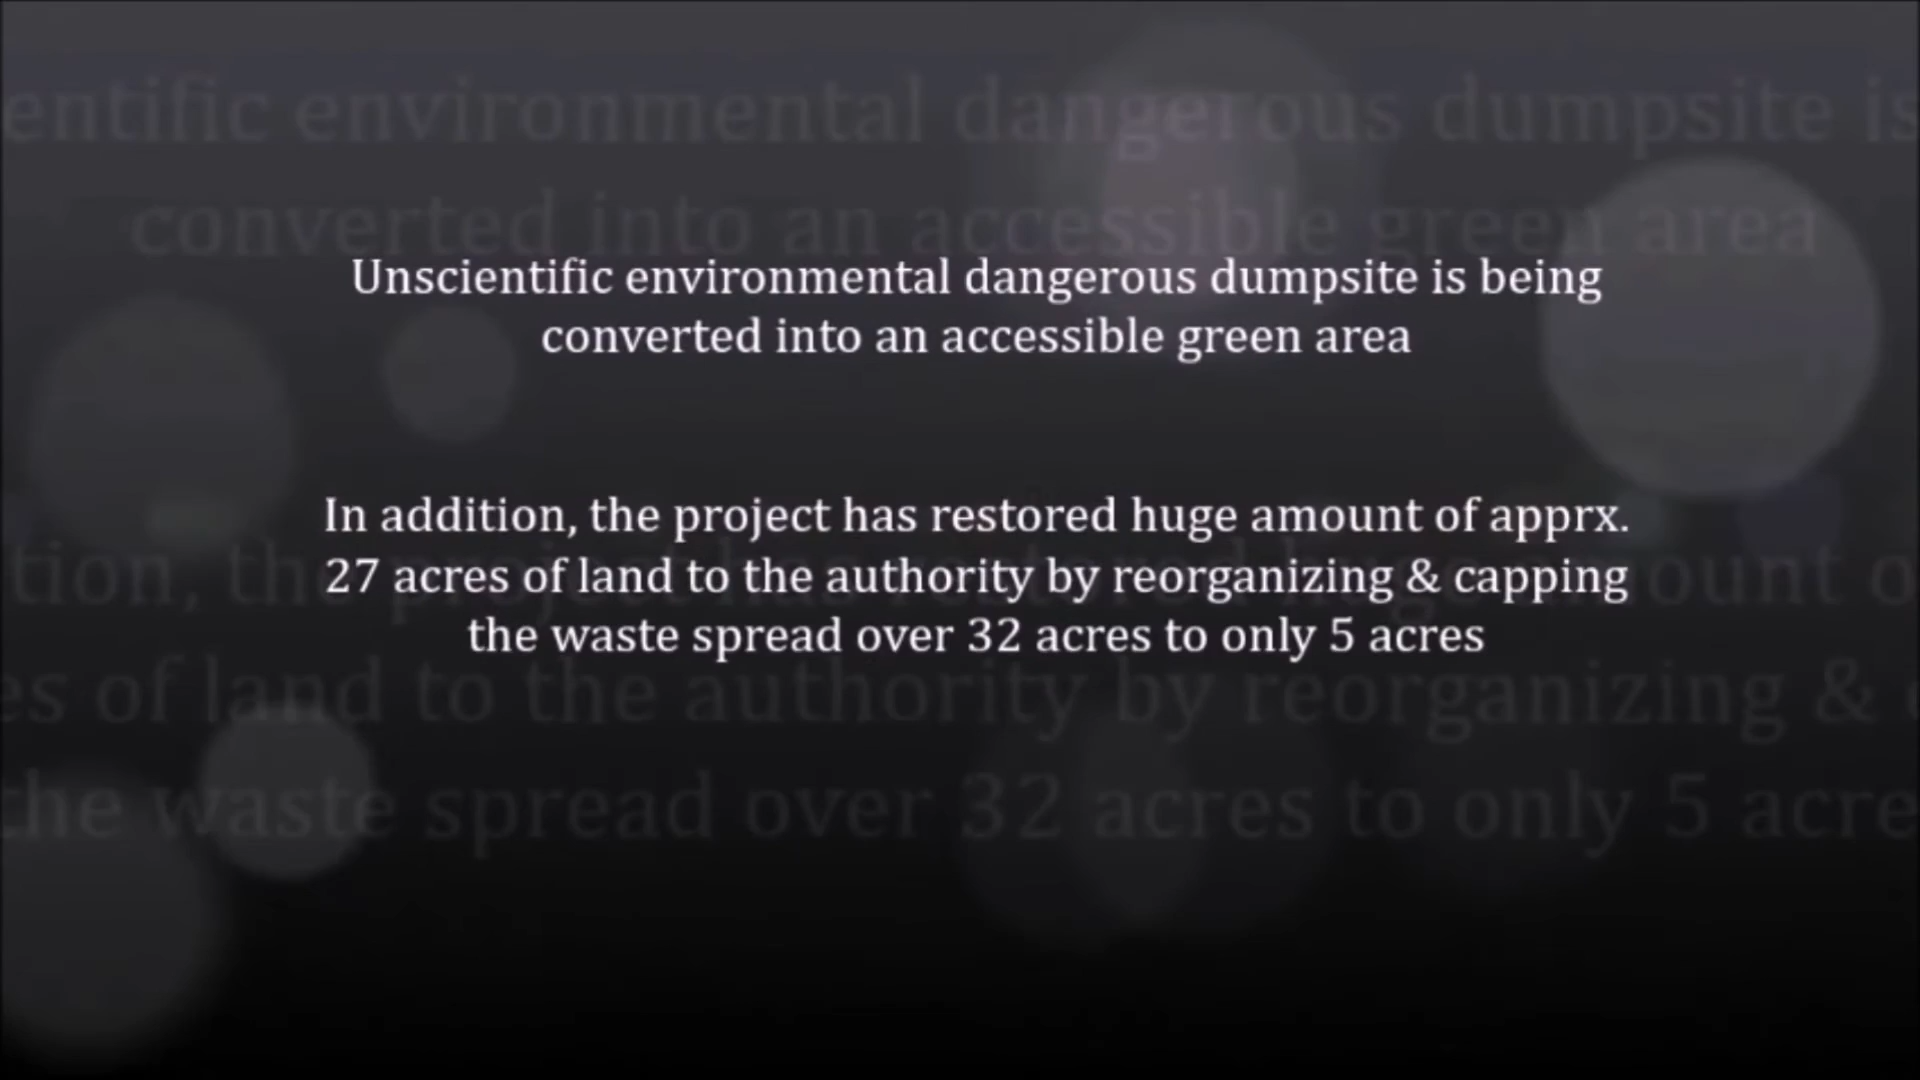 Unscientific environmental dangerous dumpsite is being
converted into an accessible green area
In addition, the project has restored huge amount of apprx.
27 acres of land to the authority by reorganizing & capping
the waste spread over 32 acres to only 5 acres